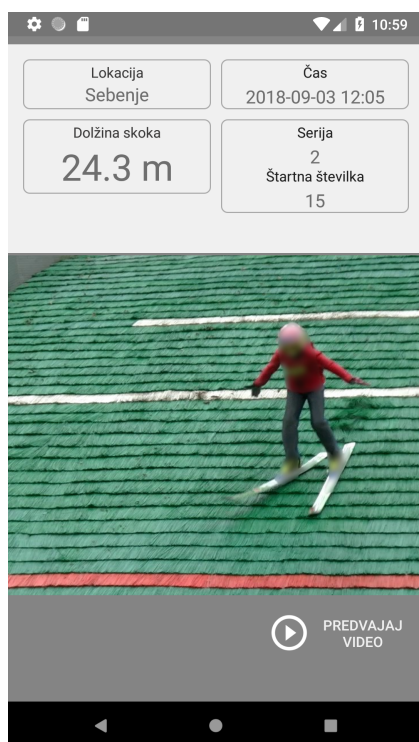 10:59
Lokacija
Sebenje
Čas
2018-09-03 12:05
Dolžina skoka
24.3 m
Serija
2
Štartna številka
15
PREDVAJAJ
VIDEO